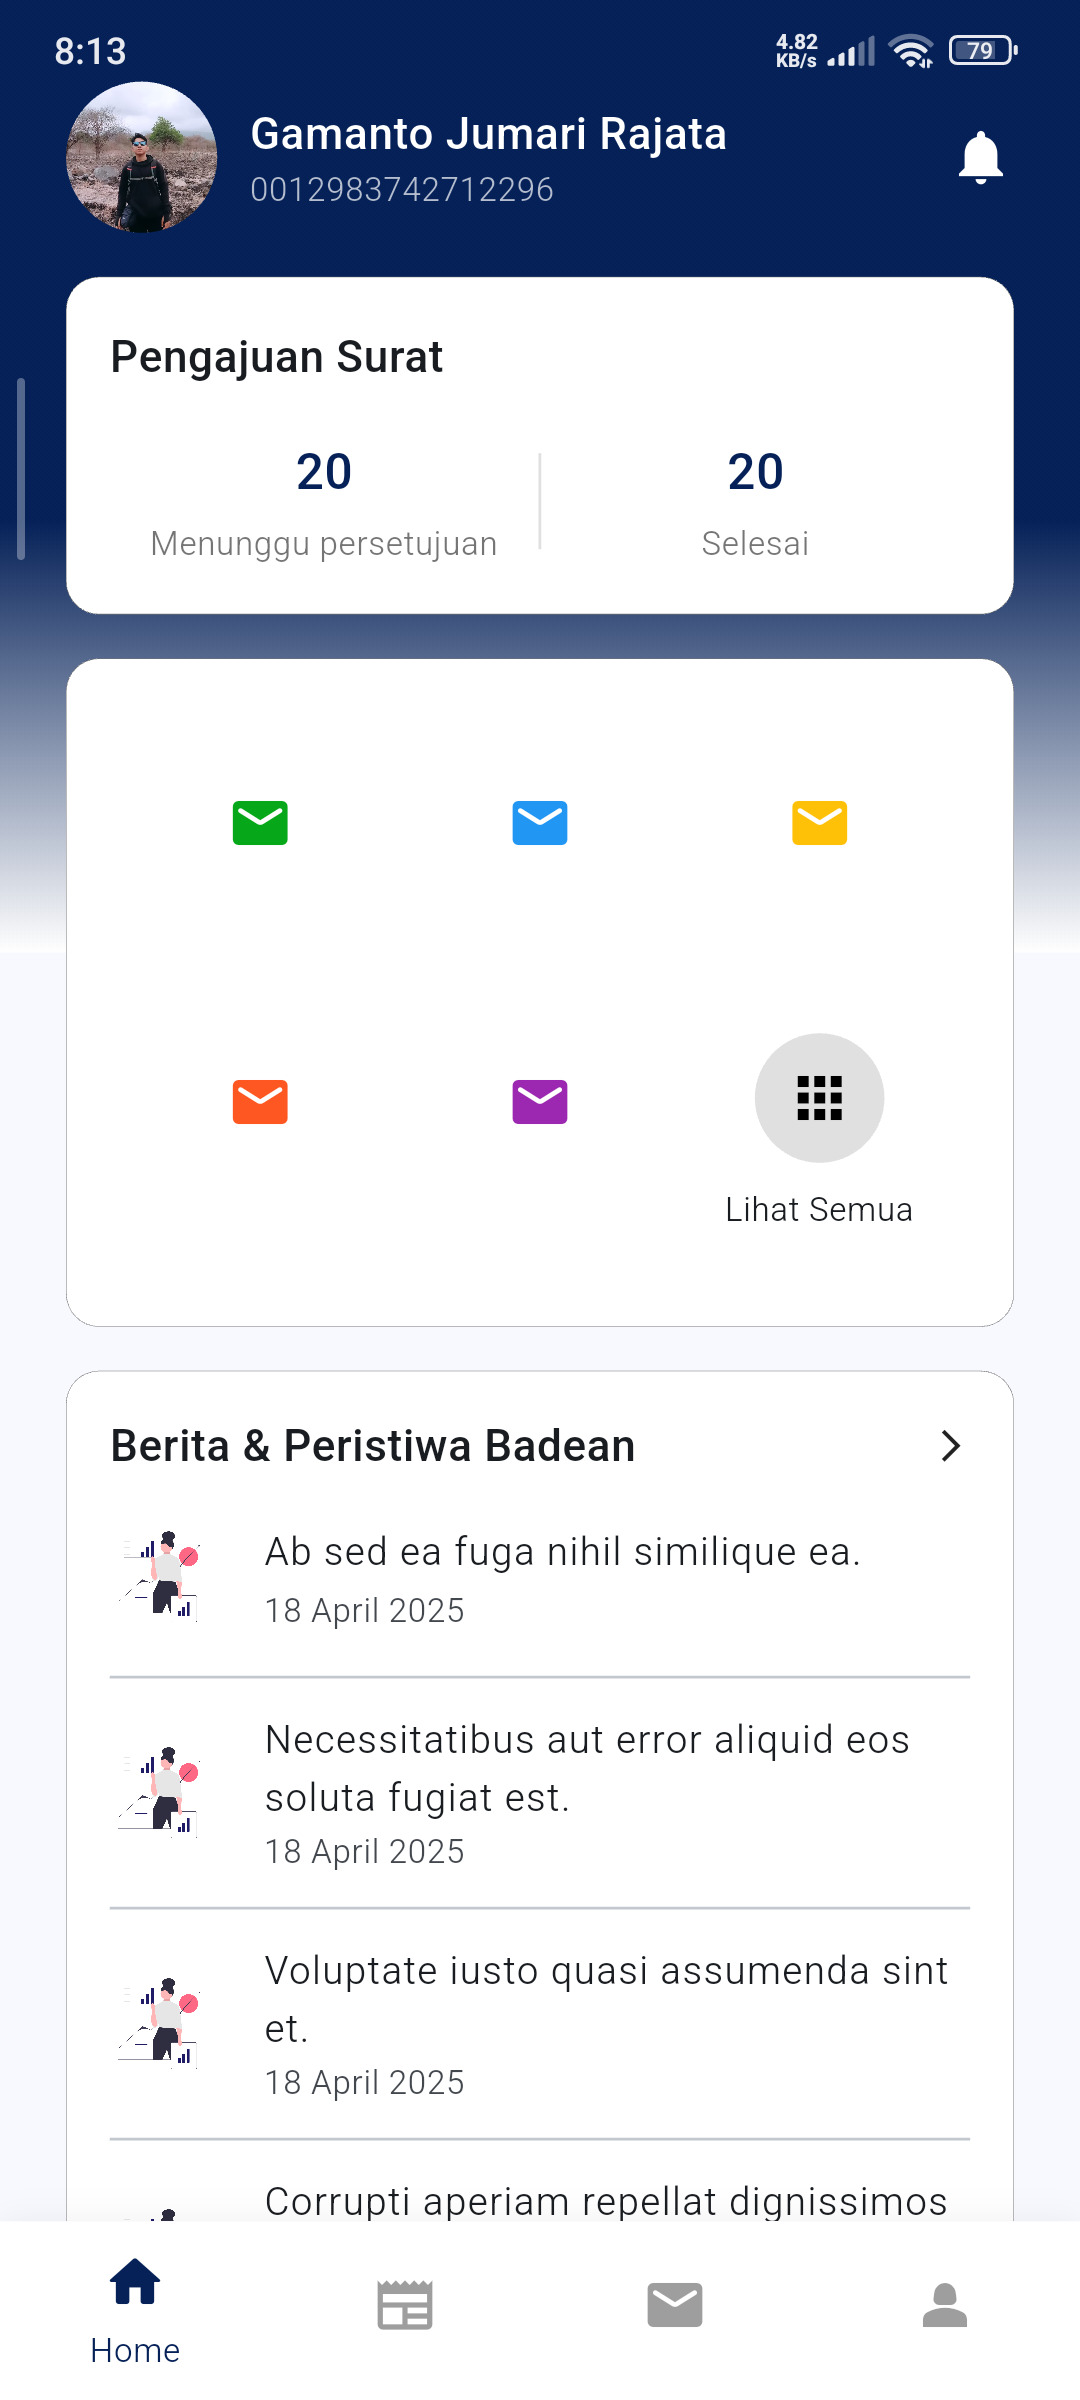 8:13
4.82
KB/s
79
Gamanto Jumari Rajata
0012983742712296
Pengajuan Surat
20
Menunggu persetujuan
20
Selesai
Lihat Semua
Berita & Peristiwa Badean
Ab sed ea fuga nihil similique ea.
18 April 2025
Necessitatibus aut error aliquid eos
soluta fugiat est.
18 April 2025
Voluptate iusto quasi assumenda sint
et.
18 April 2025
Corrupti aperiam repellat dignissimos
Home